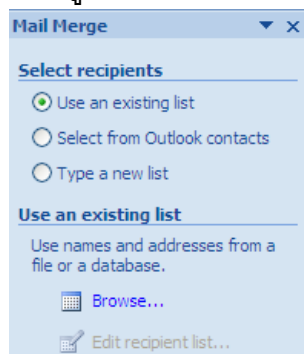 Mail Merge
Select recipients
Use an existing list
Select from Outlook contacts
Type a new list
Use an existing list
Use names and addresses from a
file or a database.
Browse...
Edit recipient list...